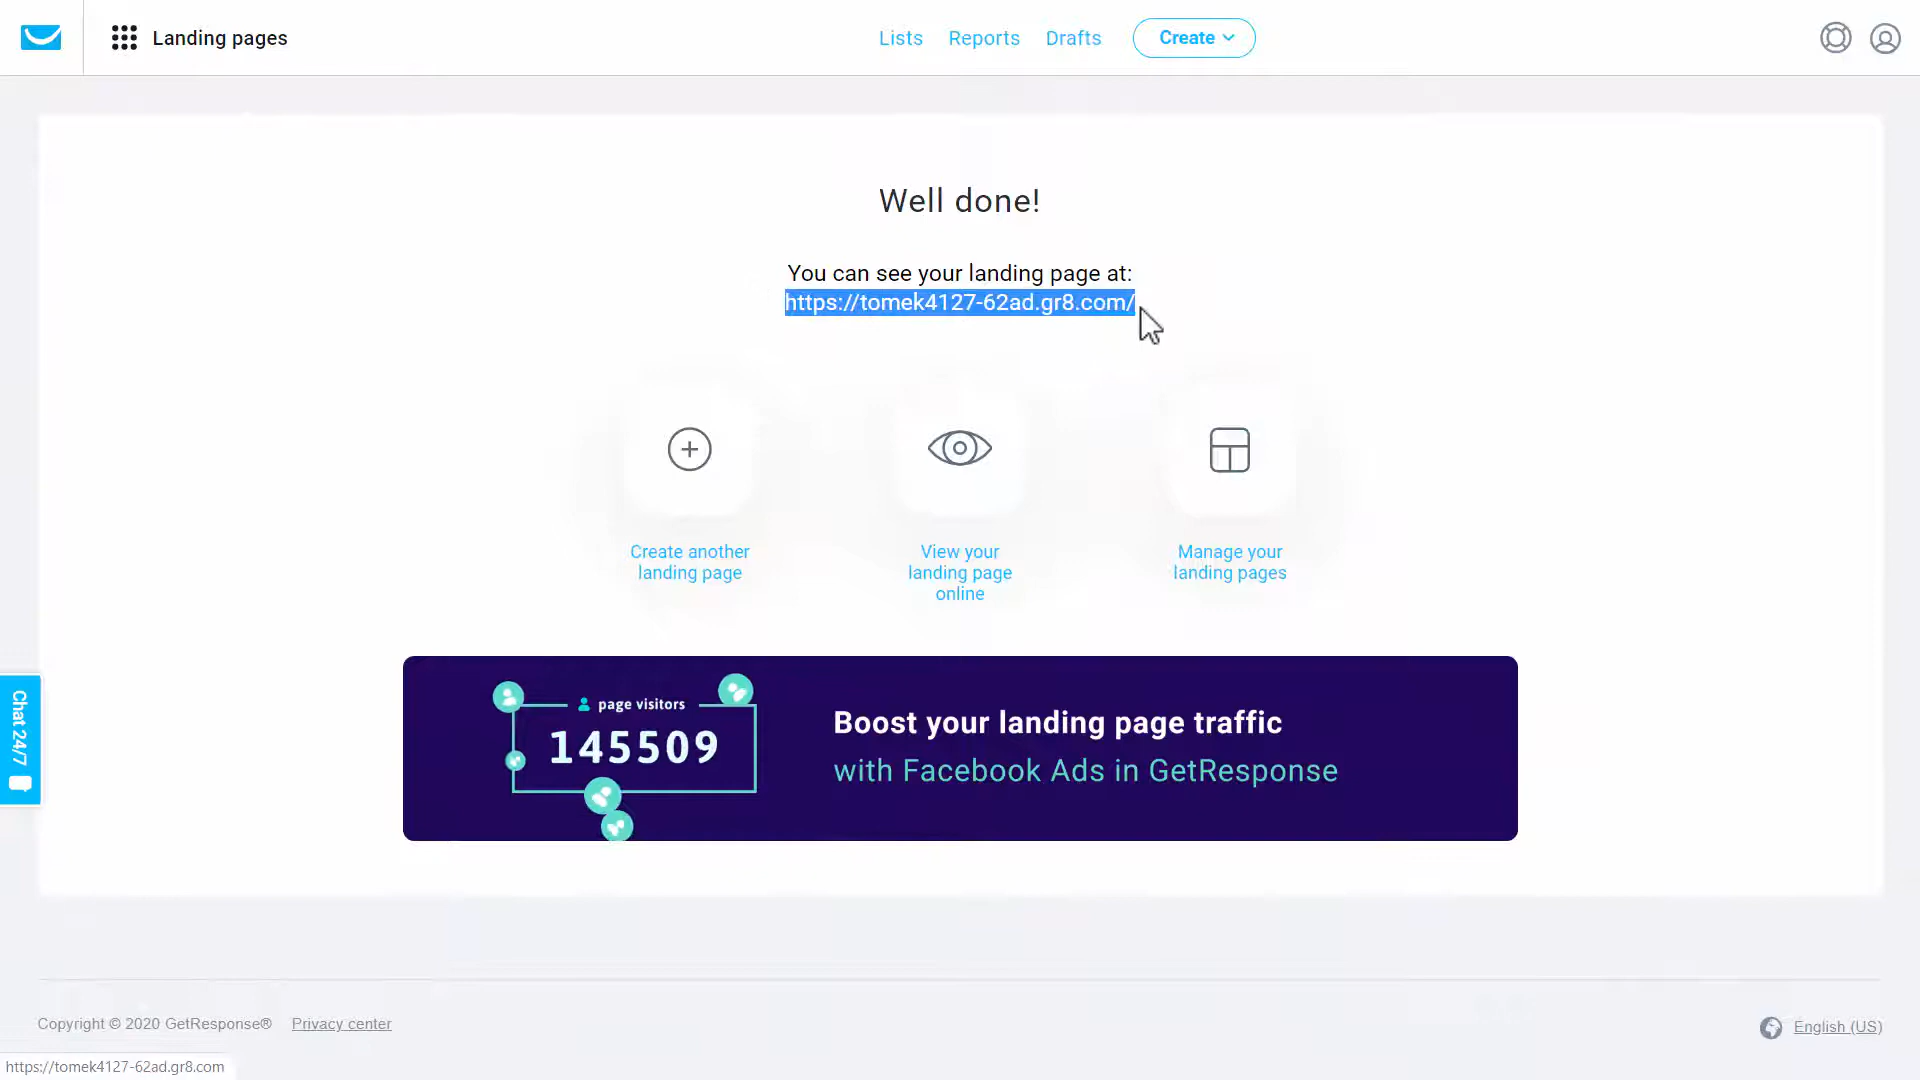 Landing pages
Lists
Reports
Drafts
Create
Well done!
You can see your landing page at:
https://tomek4127-62ad.gr8.com/
Create another
landing page
View your
landing page
online
Manage your
landing pages
page visitors
145509
Boost your landing page traffic
with Facebook Ads in GetResponse
Chat 24/7
Copyright © 2020 GetResponse®
Privacy center
English (US)
https://tomek4127-62ad.gr8.com